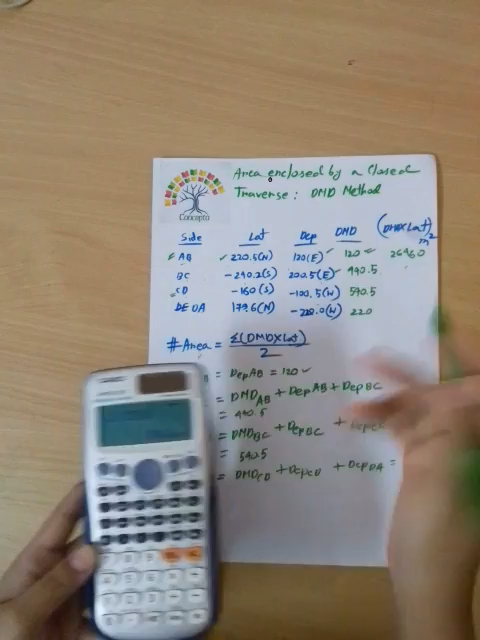 Area enclosed by a Closed
Traverse: DMD Method
Concepto
Side Lat Dep DMD (DMDXLat) m²
AB 220.5(N) 120(E) 120 26460
BC -240.2(S) 200.5(E) 440.5
CD -160(S) -100.5(W) 540.5
DE DA 179.6(N) -220.0(W) 220
# Area = Σ(DMDXLat)
2
= DepAB = 120
= DMDAB + DepAB + DepBC
= 440.5
= DMDBC + DepBC +
= 540.5
= DMDCD + DepCD + DepDA =